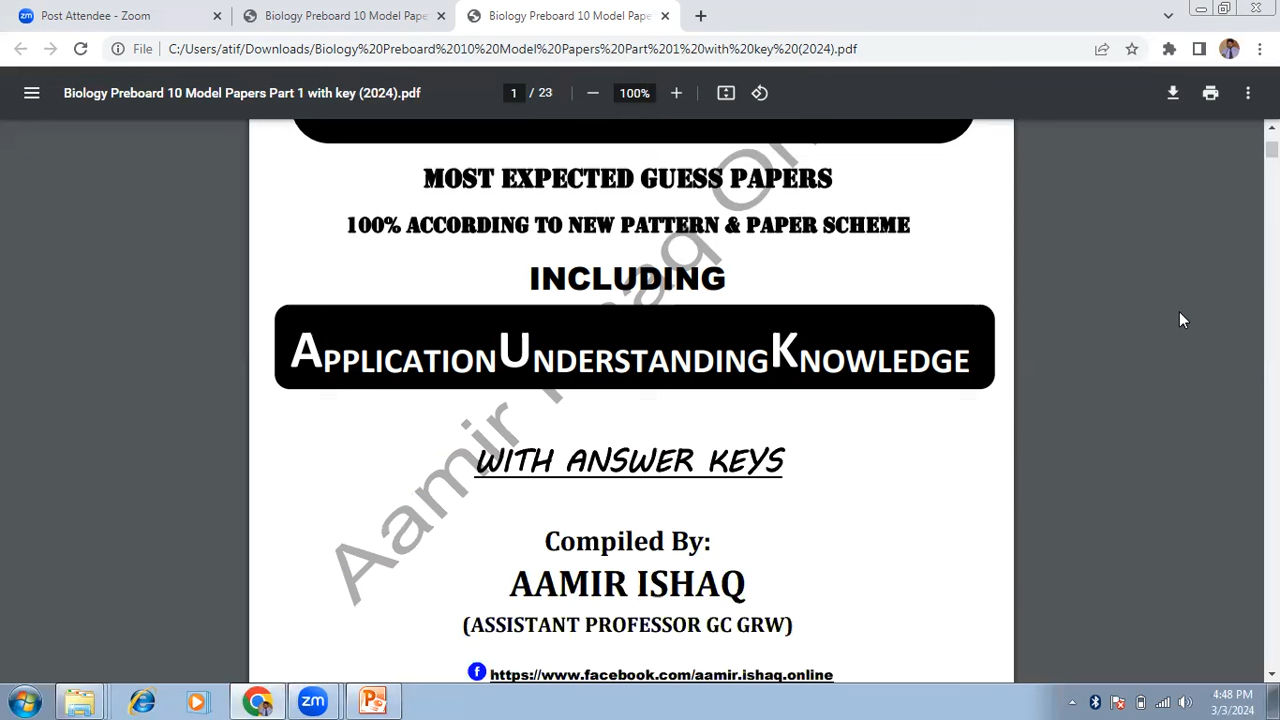 Post Attendee - Zoom
Biology Preboard 10 Model Pape
Biology Preboard 10 Model Pape
File
C:/Users/atif/Downloads/Biology%20Preboard%2010%20Model%20Papers%20Part%201%20with%20key%20(2024).pdf
Biology Preboard 10 Model Papers Part 1 with key (2024).pdf
1 / 23
100%
MOST EXPECTED GUESS PAPERS
100% ACCORDING TO NEW PATTERN & PAPER SCHEME
INCLUDING
APPLICATIONUNDERSTANDINGKNOWLEDGE
WITH ANSWER KEYS
Compiled By:
AAMIR ISHAQ
(ASSISTANT PROFESSOR GC GRW)
https://www.facebook.com/aamir.ishaq.online
zm
4:48 PM
3/3/2024